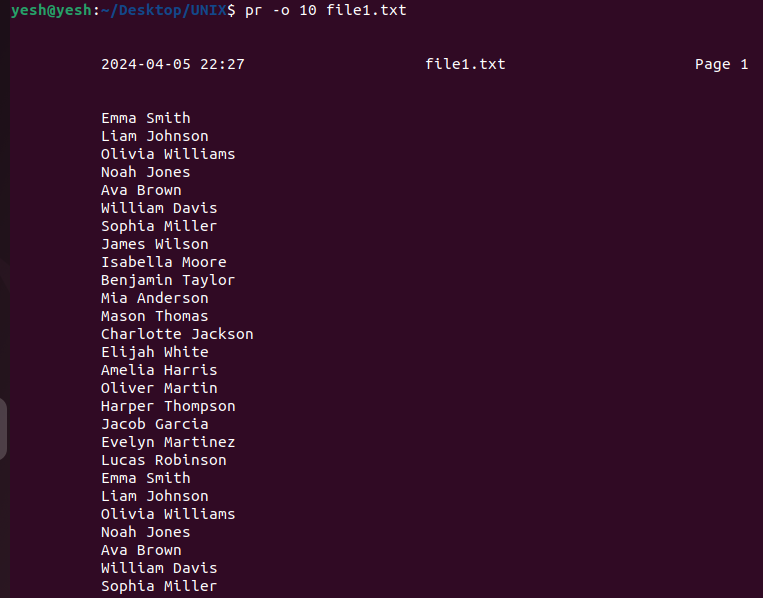 yesh@yesh:~/Desktop/UNIX$ pr -o 10 file1.txt
2024-04-05 22:27 file1.txt Page 1
Emma Smith
Liam Johnson
Olivia Williams
Noah Jones
Ava Brown
William Davis
Sophia Miller
James Wilson
Isabella Moore
Benjamin Taylor
Mia Anderson
Mason Thomas
Charlotte Jackson
Elijah White
Amelia Harris
Oliver Martin
Harper Thompson
Jacob Garcia
Evelyn Martinez
Lucas Robinson
Emma Smith
Liam Johnson
Olivia Williams
Noah Jones
Ava Brown
William Davis
Sophia Miller